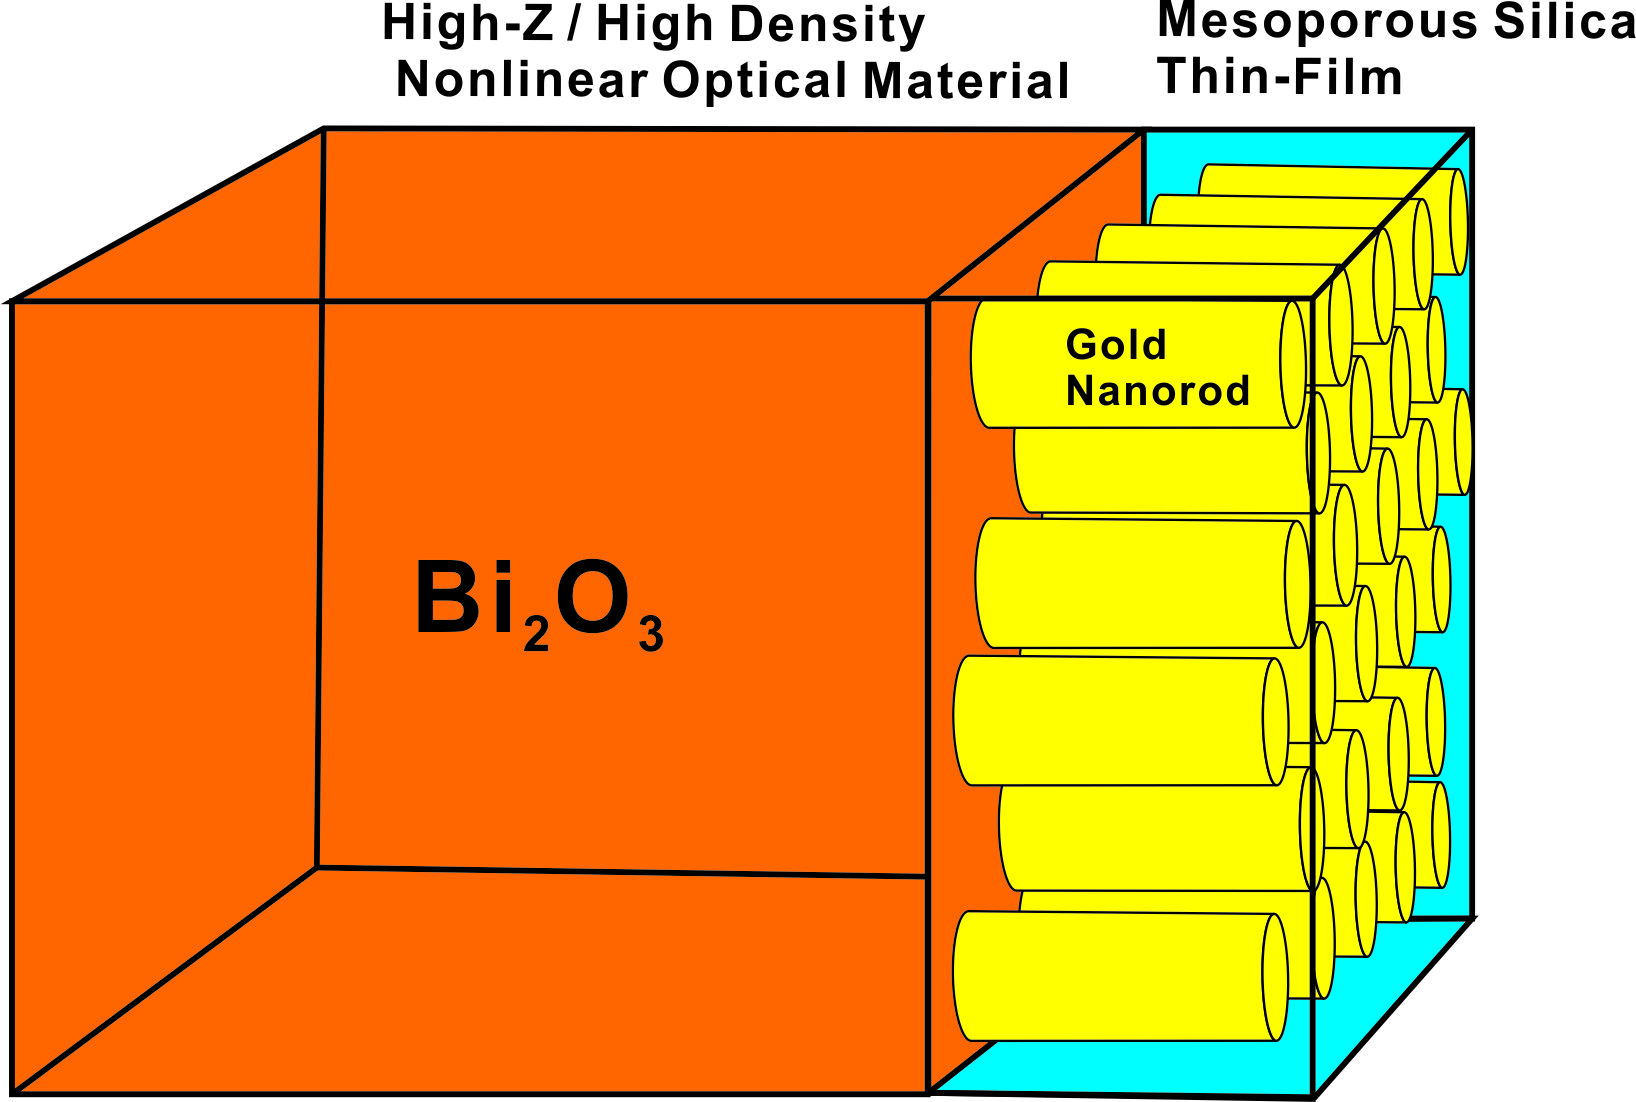 High-Z / High Density
Nonlinear Optical Material
Mesoporous Silica
Thin-Film
Gold
Nanorod
Bi₂O₃